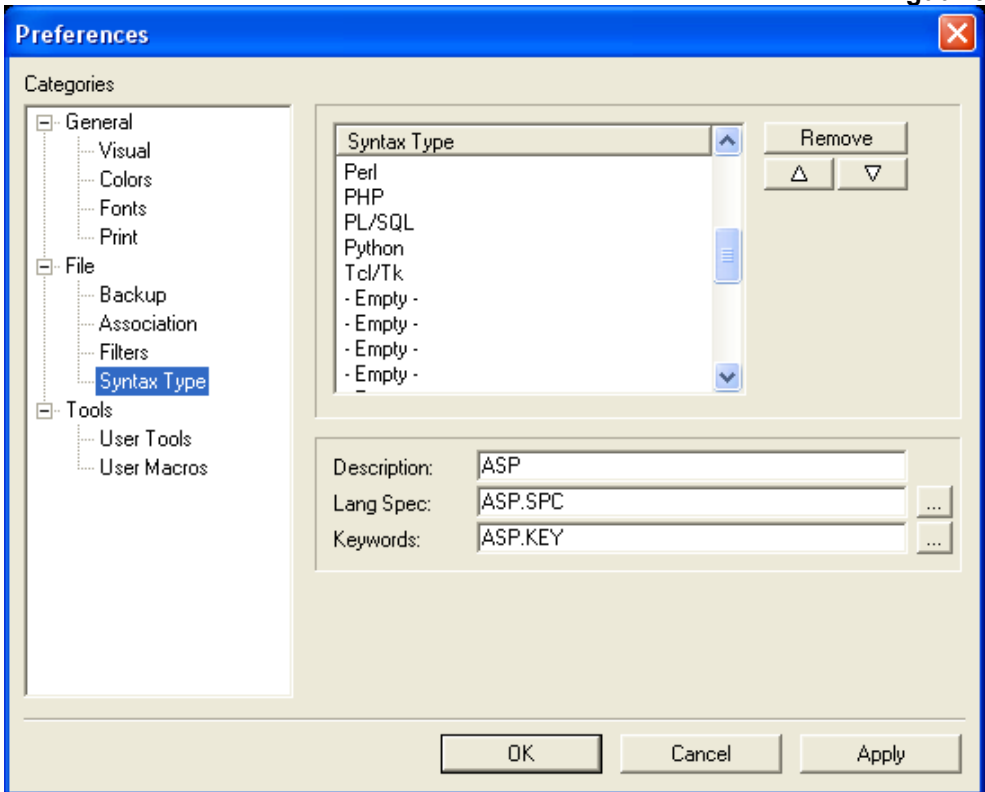 Preferences
Categories
General
Visual
Colors
Fonts
Print
File
Backup
Association
Filters
Syntax Type
Tools
User Tools
User Macros
Syntax Type
Perl
PHP
PL/SQL
Python
Tcl/Tk
- Empty -
- Empty -
- Empty -
- Empty -
Remove
Description: ASP
Lang Spec: ASP.SPC ...
Keywords: ASP.KEY ...
OK Cancel Apply